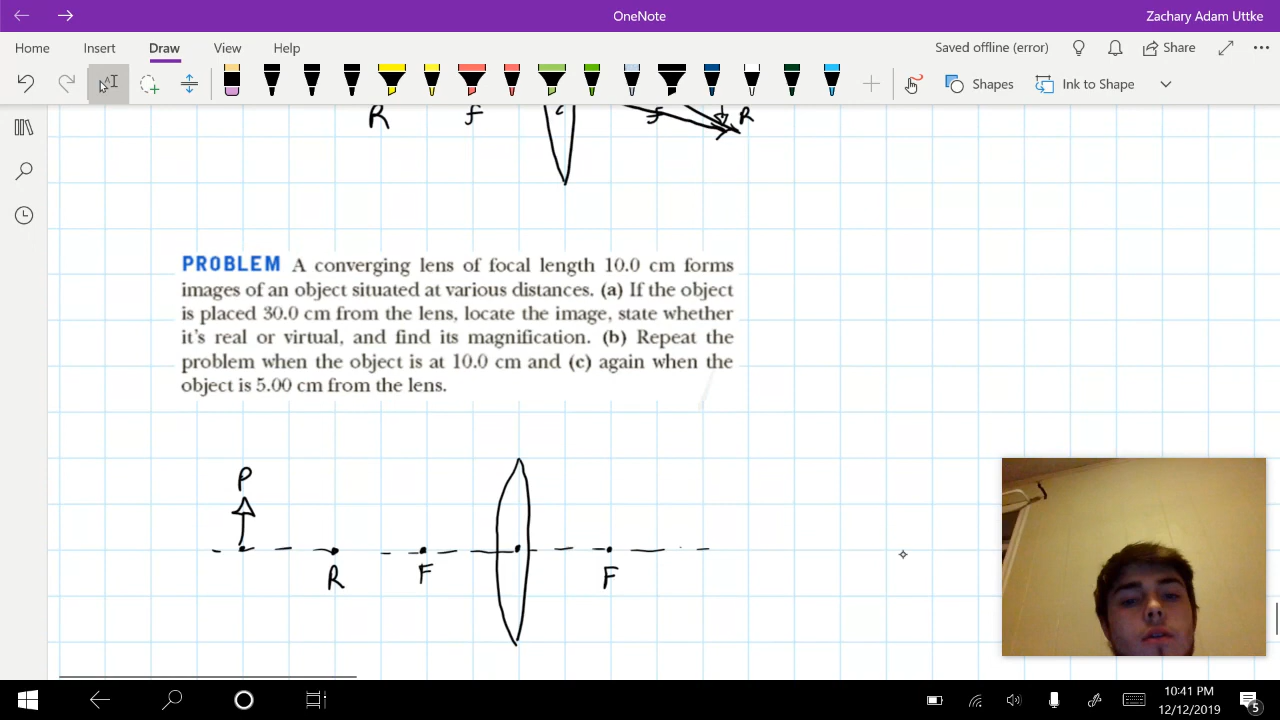 OneNote
Zachary Adam Uttke
Home Insert Draw View Help
Saved offline (error)
Share
Shapes
Ink to Shape
R f c f R
PROBLEM A converging lens of focal length 10.0 cm forms
images of an object situated at various distances. (a) If the object
is placed 30.0 cm from the lens, locate the image, state whether
it's real or virtual, and find its magnification. (b) Repeat the
problem when the object is at 10.0 cm and (c) again when the
object is 5.00 cm from the lens.
P
R F F
10:41 PM
12/12/2019
5